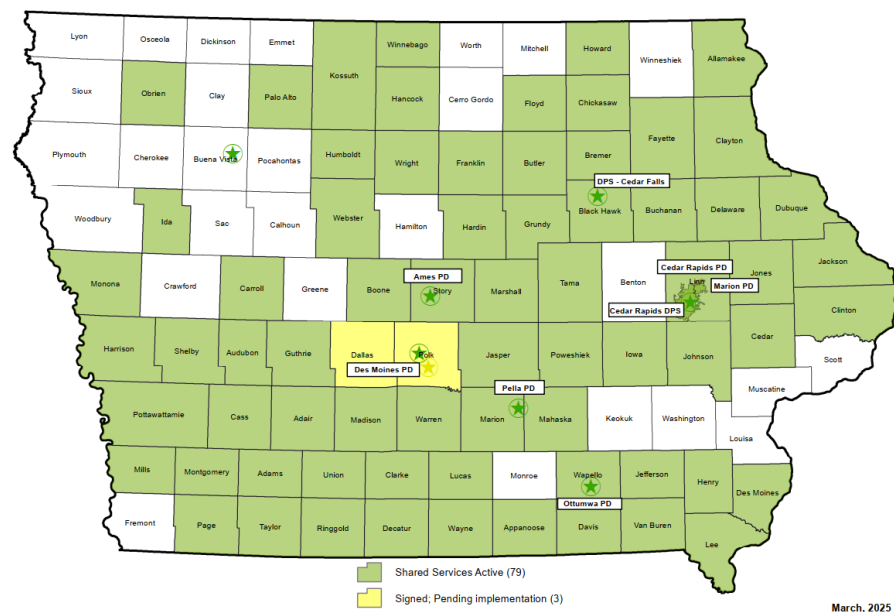 Lyon
Osceola
Dickinson
Emmet
Kossuth
Winnebago
Worth
Mitchell
Howard
Winneshiek
Allamakee
Sioux
Obrien
Clay
Palo Alto
Hancock
Cerro Gordo
Floyd
Chickasaw
Fayette
Clayton
Plymouth
Cherokee
Buena Vista
Pocahontas
Humboldt
Wright
Franklin
Butler
Bremer
DPS - Cedar Falls
Woodbury
Ida
Sac
Calhoun
Webster
Hamilton
Hardin
Grundy
Black Hawk
Buchanan
Delaware
Dubuque
Monona
Crawford
Carroll
Greene
Boone
Ames PD
Story
Marshall
Tama
Benton
Cedar Rapids PD
Linn
Marion PD
Cedar Rapids DPS
Jones
Jackson
Clinton
Harrison
Shelby
Audubon
Guthrie
Dallas
Polk
Des Moines PD
Jasper
Poweshiek
Iowa
Johnson
Cedar
Scott
Muscatine
Pottawattamie
Cass
Adair
Madison
Warren
Marion
Pella PD
Mahaska
Keokuk
Washington
Louisa
Mills
Montgomery
Adams
Union
Clarke
Lucas
Monroe
Wapello
Ottumwa PD
Jefferson
Henry
Des Moines
Fremont
Page
Taylor
Ringgold
Decatur
Wayne
Appanoose
Davis
Van Buren
Lee
Shared Services Active (79)
Signed; Pending implementation (3)
March, 2025